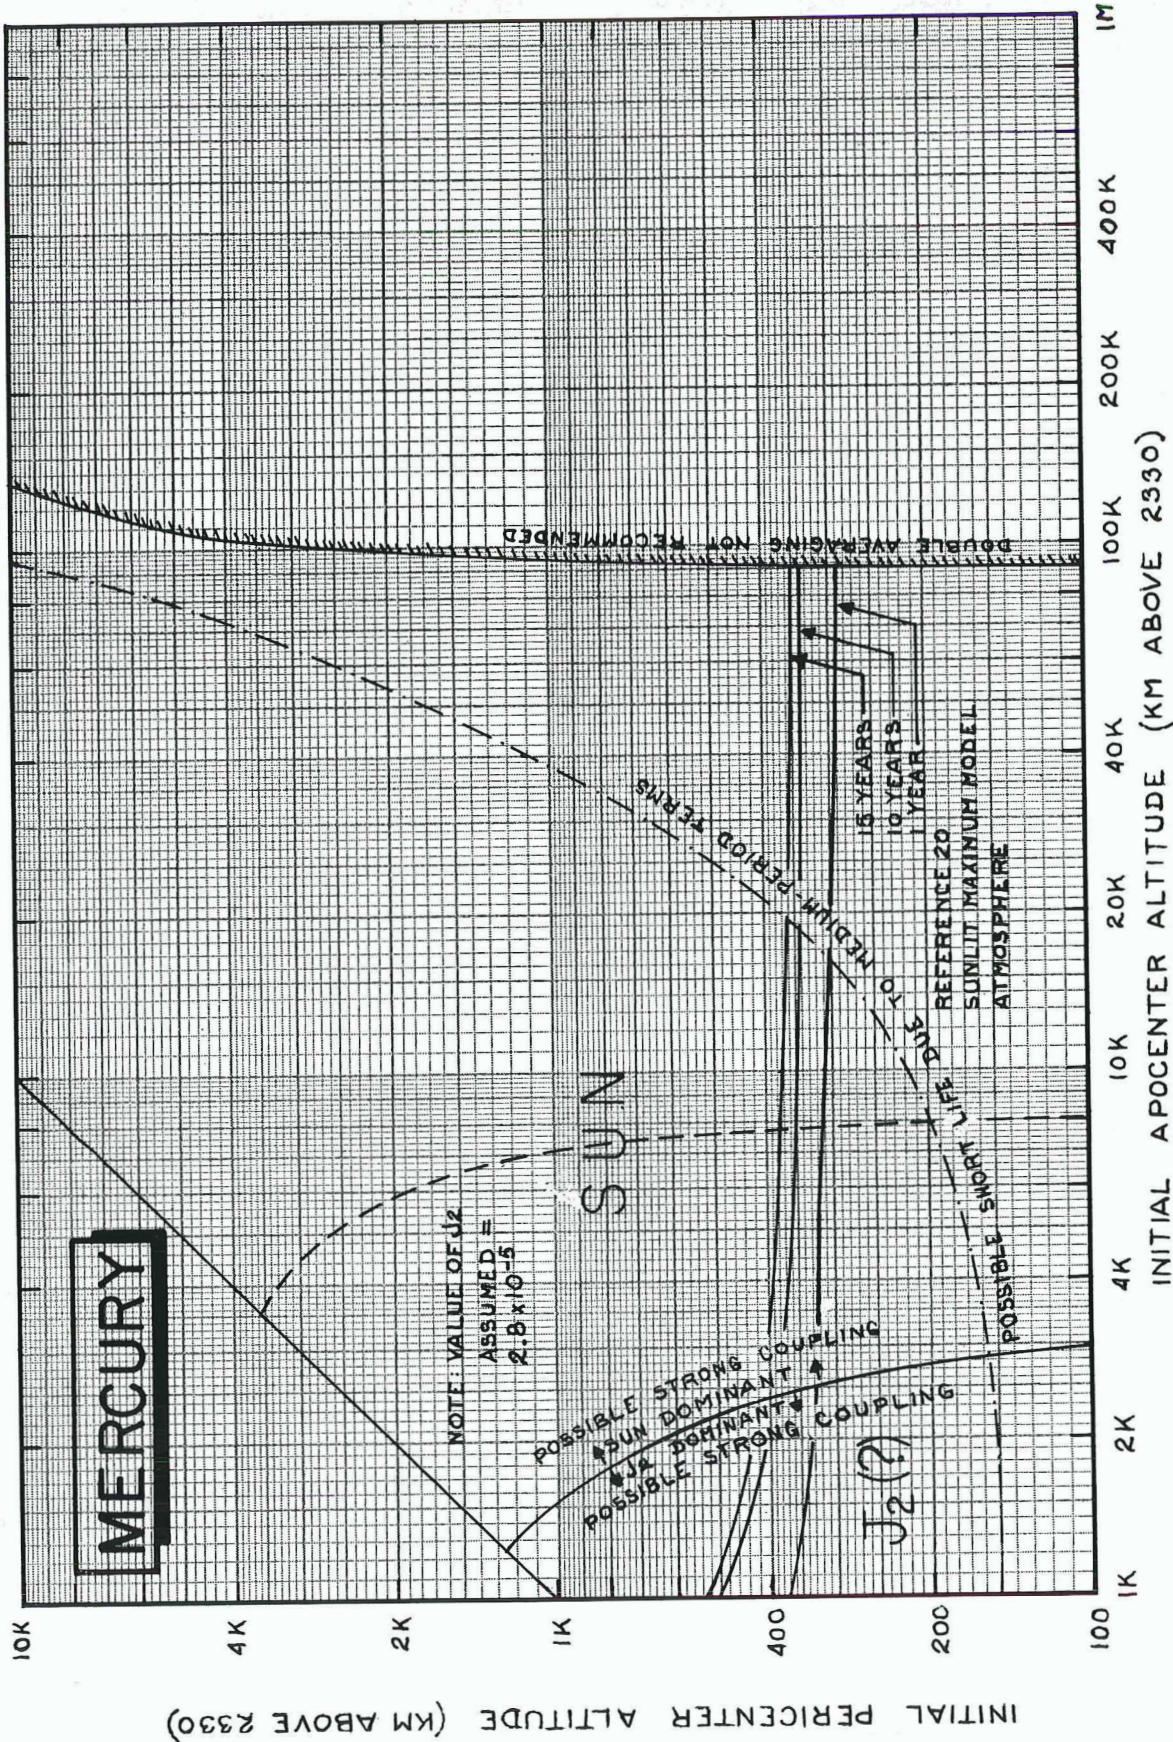 MERCURY
NOTE: VALUE OF J2
ASSUMED =
2.8 x 10-5
SUN
POSSIBLE STRONG COUPLING
SUN DOMINANT
J2 DOMINANT
POSSIBLE STRONG COUPLING
J2(?)
POSSIBLE SHORT LIFE DUE TO MEDIUM-PERIOD TERMS
DOUBLE AVERAGING NOT RECOMMENDED
15 YEARS
10 YEARS
1 YEAR
REFERENCE 20
SUNLIT MAXIMUM MODEL
ATMOSPHERE
INITIAL PERICENTER ALTITUDE (KM ABOVE 2330)
10K
4K
2K
1K
400
200
100
1K
2K
4K
10K
20K
40K
100K
200K
400K
1M
INITIAL APOCENTER ALTITUDE (KM ABOVE 2330)